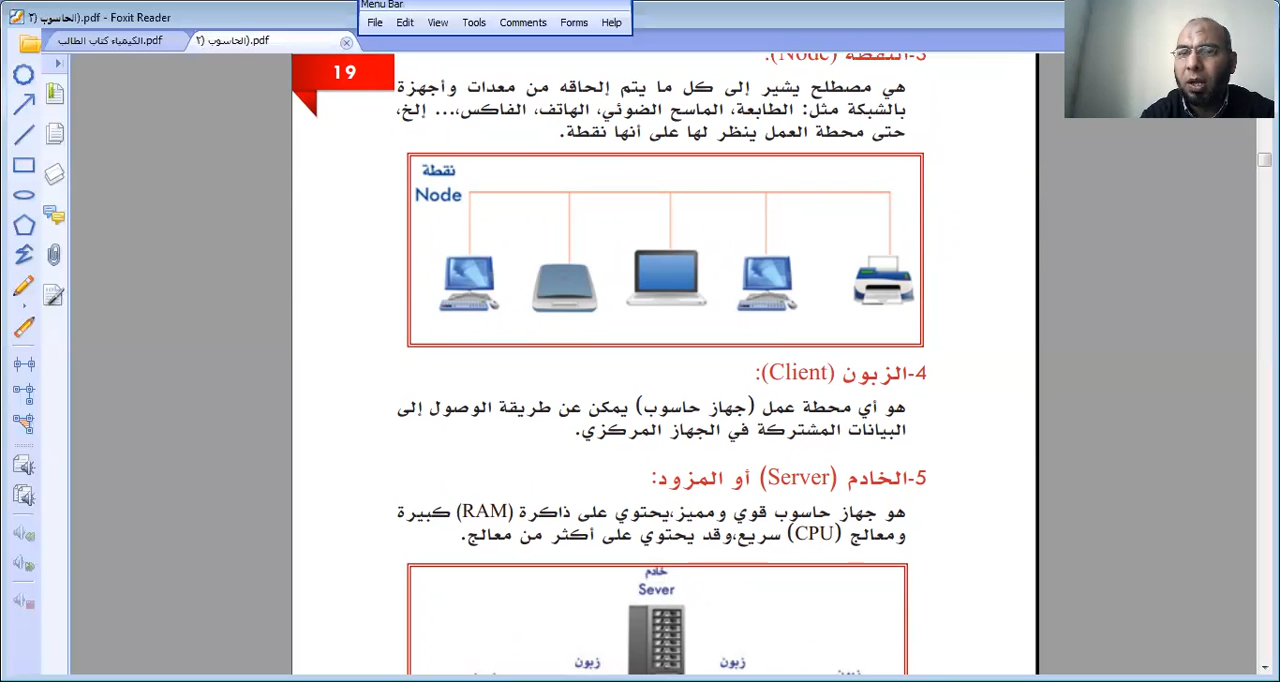 الحاسوب (٢).pdf - Foxit Reader
Menu Bar
File Edit View Tools Comments Forms Help
الكيمياء كتاب الطالب.pdf
الحاسوب (٢).pdf
19
3-النقطة (Node):
هي مصطلح يشير إلى كل ما يتم إلحاقه من معدات وأجهزة
بالشبكة مثل: الطابعة، الماسح الضوئي، الهاتف، الفاكس،... إلخ،
حتى محطة العمل ينظر لها على أنها نقطة.
نقطة
Node
4-الزبون (Client):
هو أي محطة عمل (جهاز حاسوب) يمكن عن طريقة الوصول إلى
البيانات المشتركة في الجهاز المركزي.
5-الخادم (Server) أو المزود:
هو جهاز حاسوب قوي ومميز،يحتوي على ذاكرة (RAM) كبيرة
ومعالج (CPU) سريع،وقد يحتوي على أكثر من معالج.
خادم
Sever
زبون
زبون